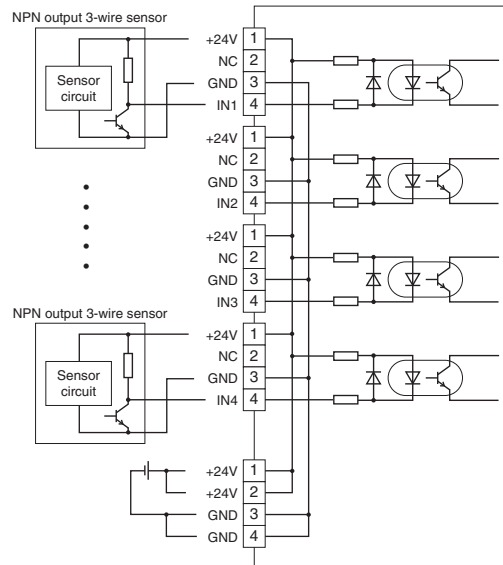 NPN output 3-wire sensor
Sensor
circuit
+24V 1
NC 2
GND 3
IN1 4
+24V 1
NC 2
GND 3
IN2 4
+24V 1
NC 2
GND 3
IN3 4
NPN output 3-wire sensor
Sensor
circuit
+24V 1
NC 2
GND 3
IN4 4
+24V 1
+24V 2
GND 3
GND 4